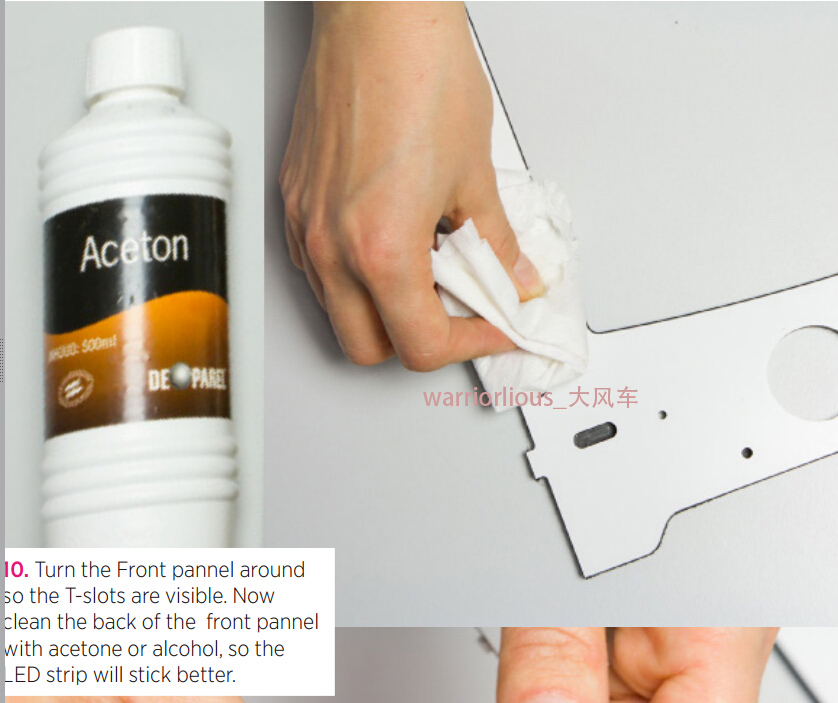 Aceton
INHOUD: 500ml
DE PAREL
warriorlious_大风车
10. Turn the Front pannel around
so the T-slots are visible. Now
clean the back of the front pannel
with acetone or alcohol, so the
LED strip will stick better.